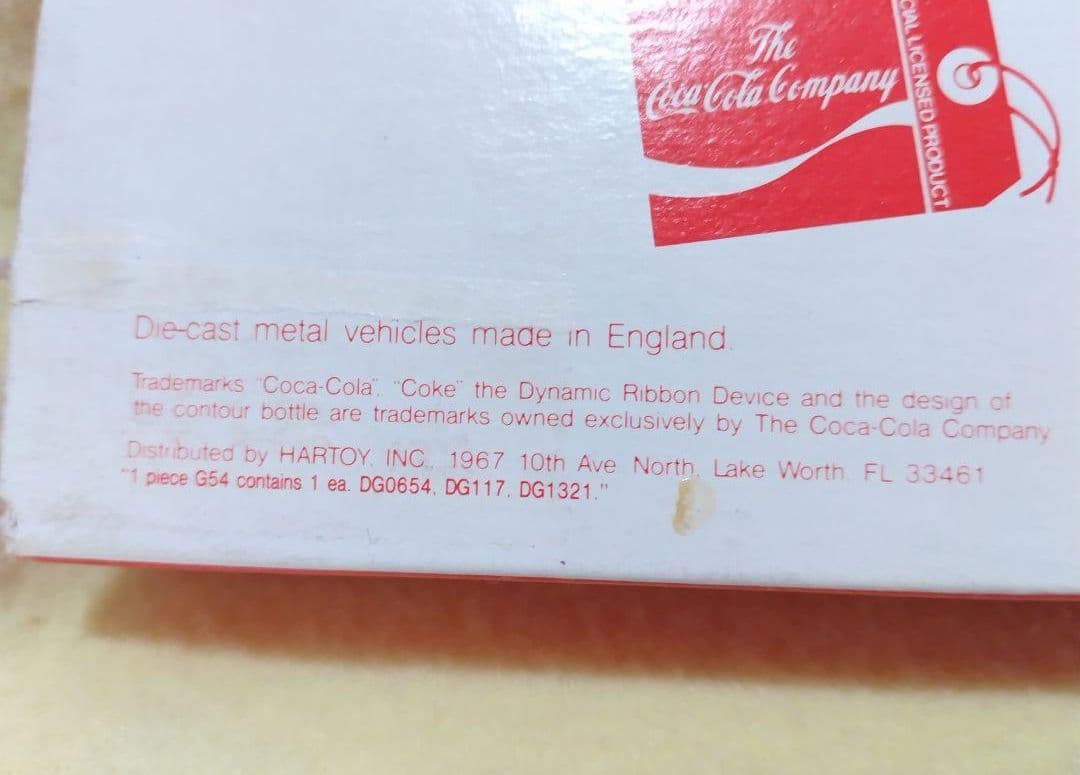 The
Coca-Cola Company
CIAL LICENSED PRODUCT
Die-cast metal vehicles made in England.
Trademarks "Coca-Cola", "Coke" the Dynamic Ribbon Device and the design of
the contour bottle are trademarks owned exclusively by The Coca-Cola Company
Distributed by HARTOY, INC., 1967 10th Ave North, Lake Worth, FL 33461
"1 piece G54 contains 1 ea. DG0654, DG117, DG1321."